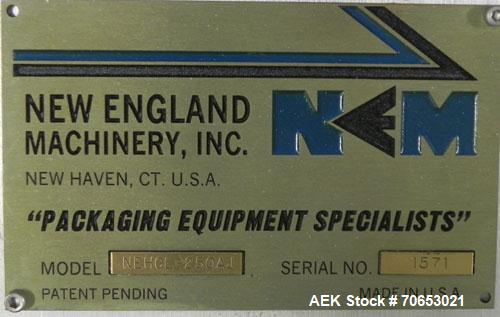 NEW ENGLAND
MACHINERY, INC.
NEM
NEW HAVEN, CT. U.S.A.
"PACKAGING EQUIPMENT SPECIALISTS"
MODEL SERIAL NO. 1571
PATENT PENDING MADE IN U.S.A.
AEK Stock # 70653021